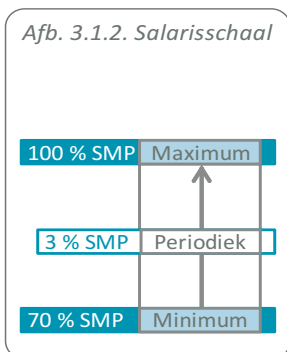 Afb. 3.1.2. Salarisschaal
100 % SMP Maximum
3 % SMP Periodiek
70 % SMP Minimum